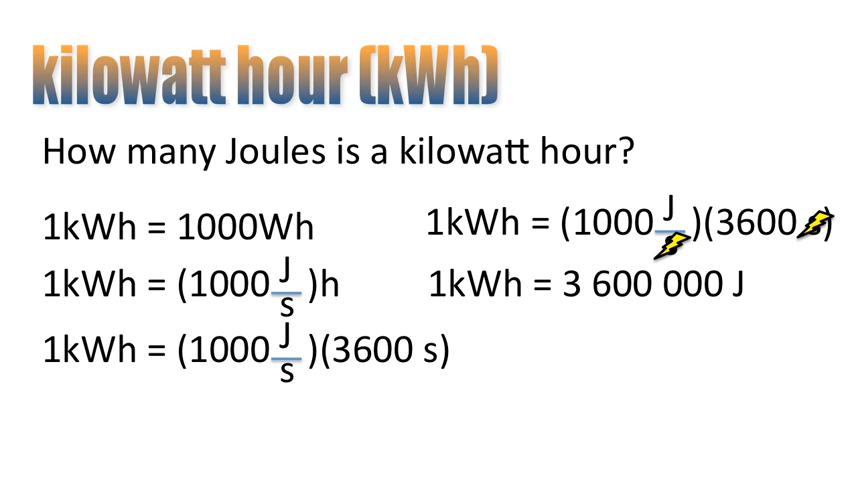 kilowatt hour (kWh)
How many Joules is a kilowatt hour?
1kWh = 1000Wh
1kWh = (1000 J/s )h
1kWh = (1000 J/s )(3600 s)
1kWh = (1000 J/s )(3600 s)
1kWh = 3 600 000 J